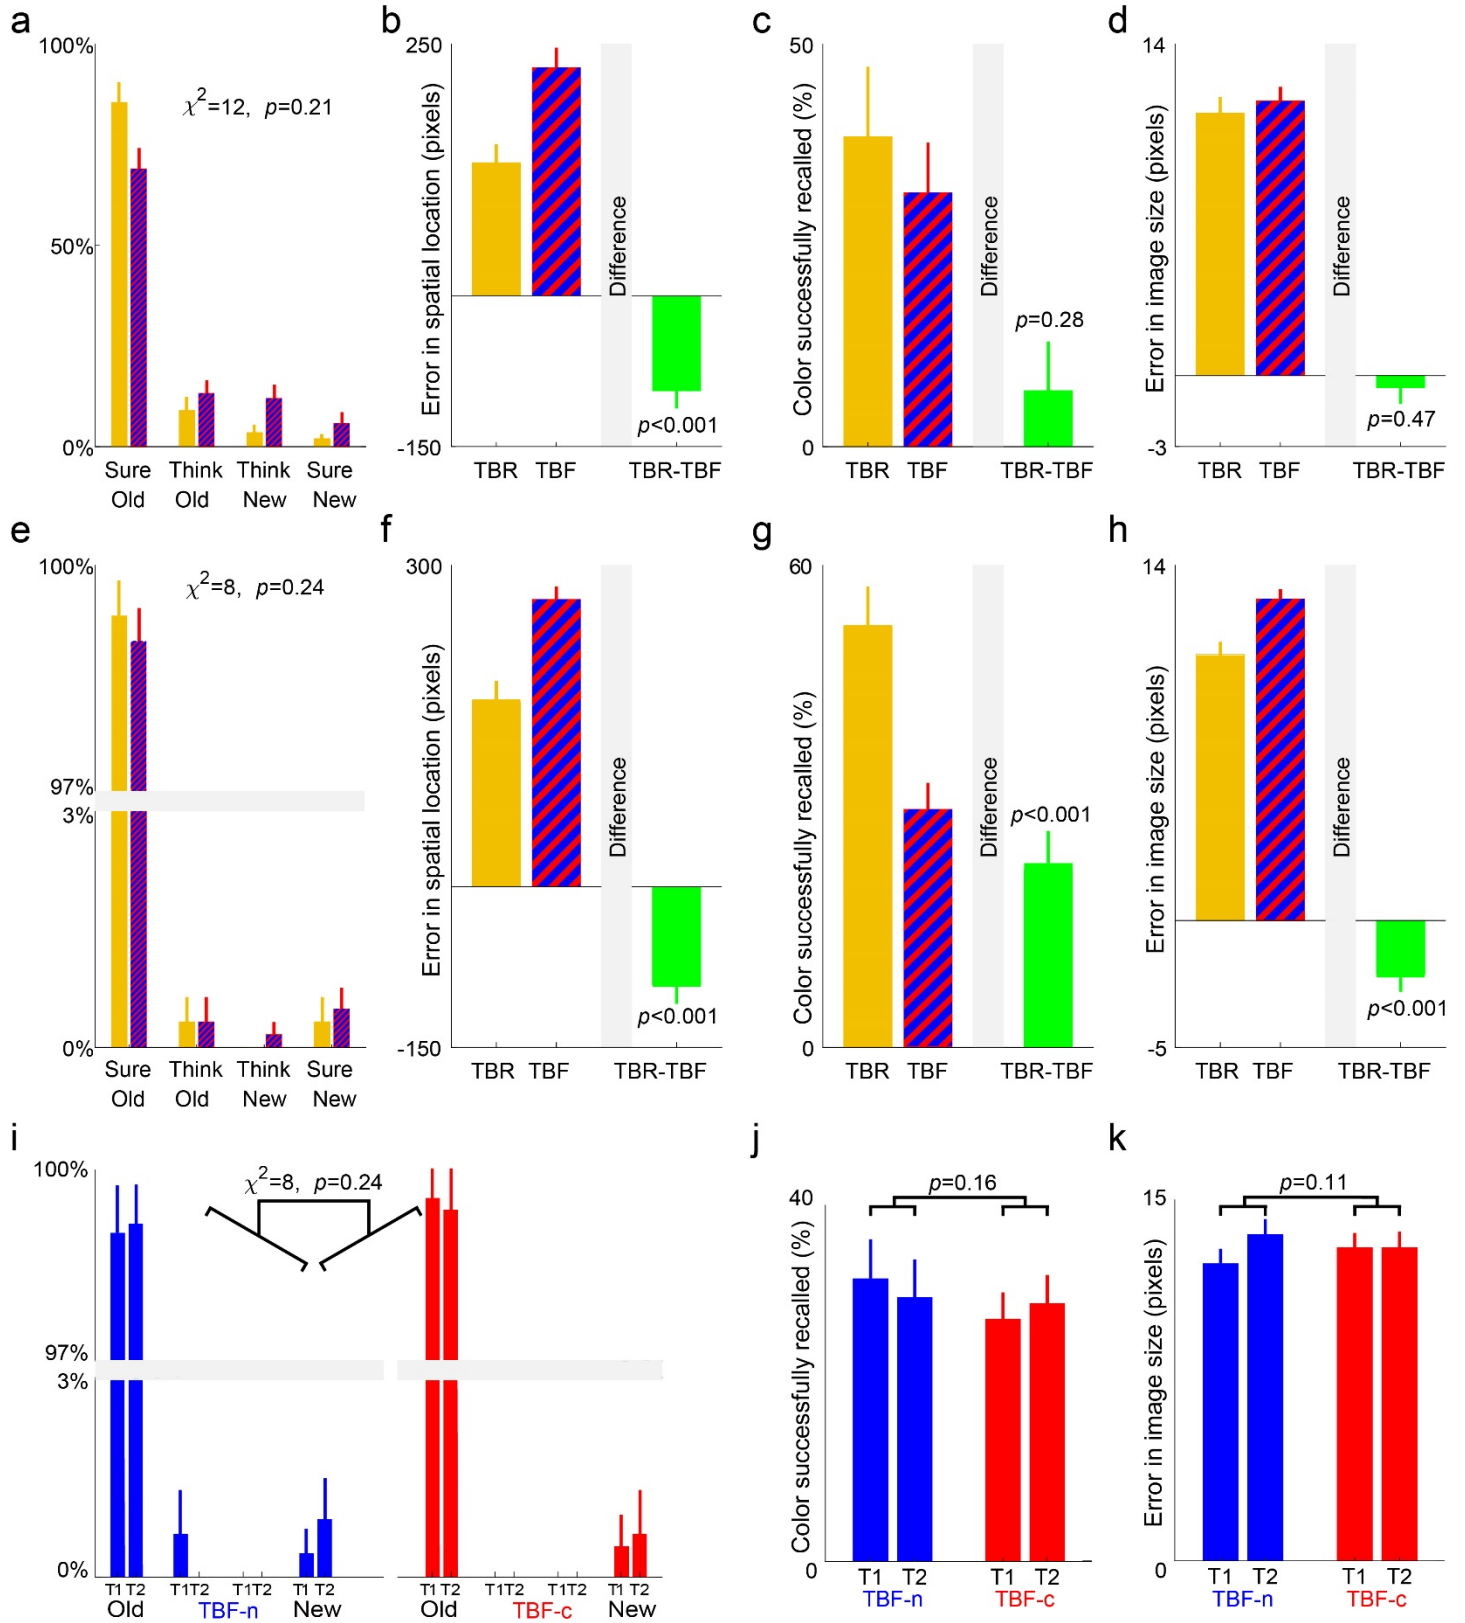 a
100%
50%
0%
χ2=12, p=0.21
Sure Old
Think Old
Think New
Sure New
b
250
-150
Error in spatial location (pixels)
Difference
p<0.001
TBR TBF TBR-TBF
c
50
0
Color successfully recalled (%)
Difference
p=0.28
TBR TBF TBR-TBF
d
14
-3
Error in image size (pixels)
Difference
p=0.47
TBR TBF TBR-TBF
e
100%
97%
3%
0%
χ2=8, p=0.24
Sure Old
Think Old
Think New
Sure New
f
300
-150
Error in spatial location (pixels)
Difference
p<0.001
TBR TBF TBR-TBF
g
60
0
Color successfully recalled (%)
Difference
p<0.001
TBR TBF TBR-TBF
h
14
-5
Error in image size (pixels)
Difference
p<0.001
TBR TBF TBR-TBF
i
100%
97%
3%
0%
χ2=8, p=0.24
T1 T2 T1T2 T1T2 T1 T2
Old TBF-n New
T1 T2 T1T2 T1T2 T1 T2
Old TBF-c New
j
40
0
Color successfully recalled (%)
p=0.16
T1 T2 T1 T2
TBF-n TBF-c
k
15
0
Error in image size (pixels)
p=0.11
T1 T2 T1 T2
TBF-n TBF-c